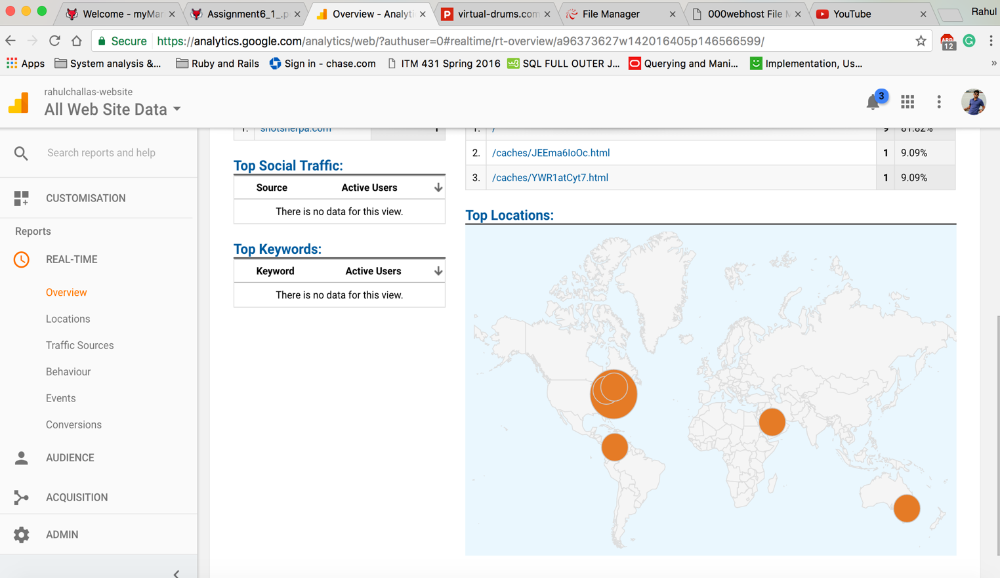 Welcome - myMar
Assignment6_1_.p
Overview - Analyti
virtual-drums.com
File Manager
000webhost File M
YouTube
Rahul
Secure
https://analytics.google.com/analytics/web/?authuser=0#realtime/rt-overview/a96373627w142016405p146566599/
12
Apps
System analysis &...
Ruby and Rails
Sign in - chase.com
ITM 431 Spring 2016
SQL FULL OUTER J...
Querying and Mani...
Implementation, Us...
»
rahulchallas-website
All Web Site Data
3
Search reports and help
CUSTOMISATION
Reports
REAL-TIME
Overview
Locations
Traffic Sources
Behaviour
Events
Conversions
AUDIENCE
ACQUISITION
ADMIN
1. shotsherpa.com 1
Top Social Traffic:
Source Active Users
There is no data for this view.
Top Keywords:
Keyword Active Users
There is no data for this view.
1. / 9 81.82%
2. /caches/JEEma6IoOc.html 1 9.09%
3. /caches/YWR1atCyt7.html 1 9.09%
Top Locations: